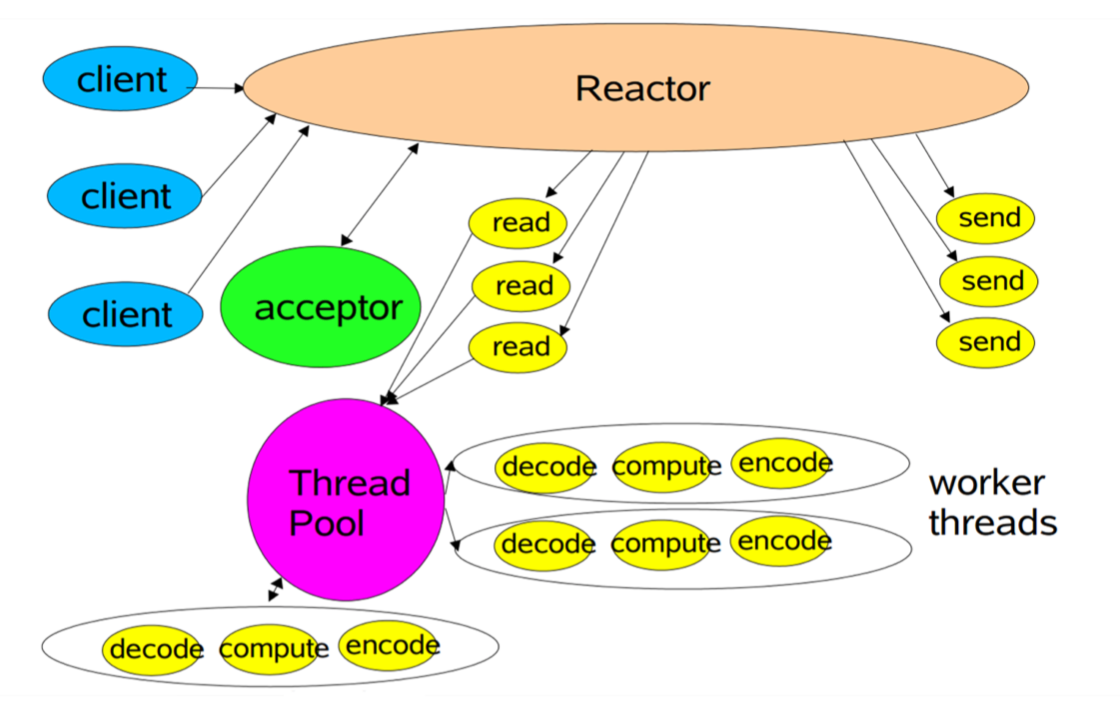 client
Reactor
client
client
acceptor
read
read
read
send
send
send
Thread
Pool
decode compute encode
decode compute encode
worker
threads
decode compute encode